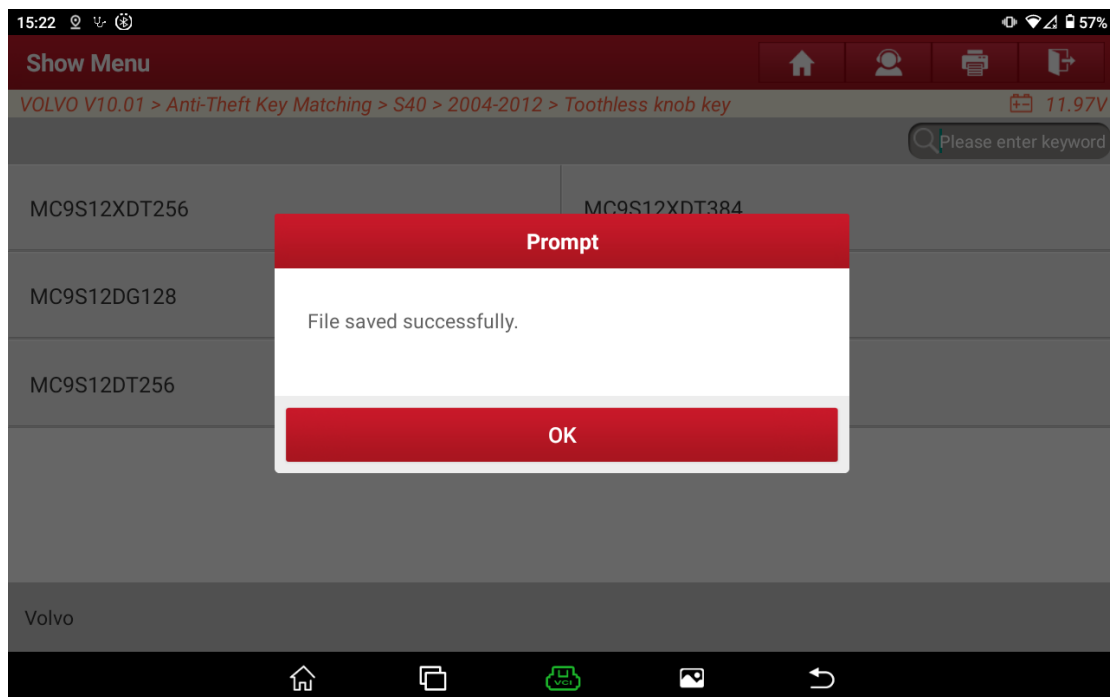 15:22 57%
Show Menu
VOLVO V10.01 > Anti-Theft Key Matching > S40 > 2004-2012 > Toothless knob key 11.97V
Please enter keyword
MC9S12XDT256 MC9S12XDT384
Prompt
MC9S12DG128
File saved successfully.
MC9S12DT256
OK
Volvo
VCI